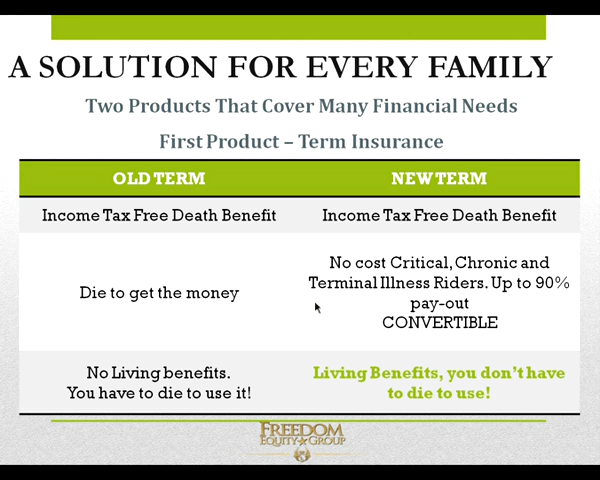 A SOLUTION FOR EVERY FAMILY
Two Products That Cover Many Financial Needs
First Product – Term Insurance
OLD TERM
NEW TERM
Income Tax Free Death Benefit
Income Tax Free Death Benefit
Die to get the money
No cost Critical, Chronic and
Terminal Illness Riders. Up to 90%
pay-out
CONVERTIBLE
No Living benefits.
You have to die to use it!
Living Benefits, you don't have
to die to use!
FREEDOM
EQUITY GROUP